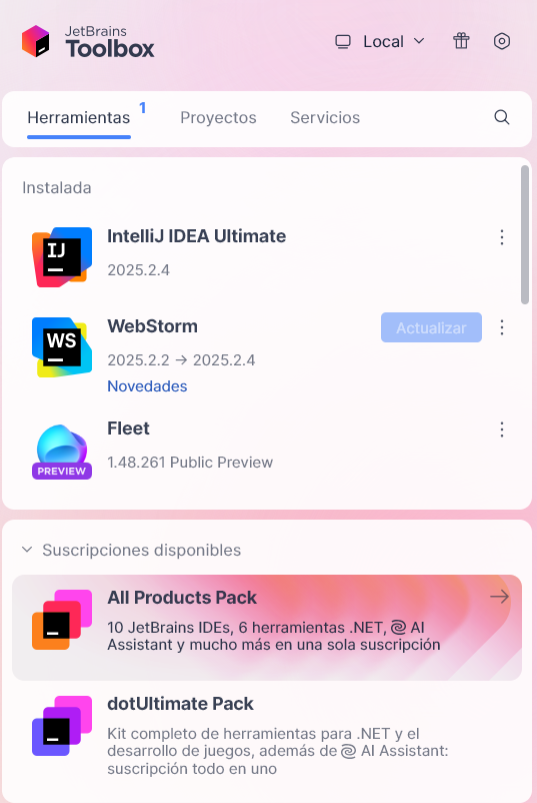 JetBrains
Toolbox
Local
Herramientas 1
Proyectos
Servicios
Instalada
IJ
IntelliJ IDEA Ultimate
2025.2.4
WS
WebStorm
Actualizar
2025.2.2 → 2025.2.4
Novedades
Fleet
PREVIEW
1.48.261 Public Preview
Suscripciones disponibles
All Products Pack
10 JetBrains IDEs, 6 herramientas .NET, AI
Assistant y mucho más en una sola suscripción
dotUltimate Pack
Kit completo de herramientas para .NET y el
desarrollo de juegos, además de AI Assistant:
suscripción todo en uno